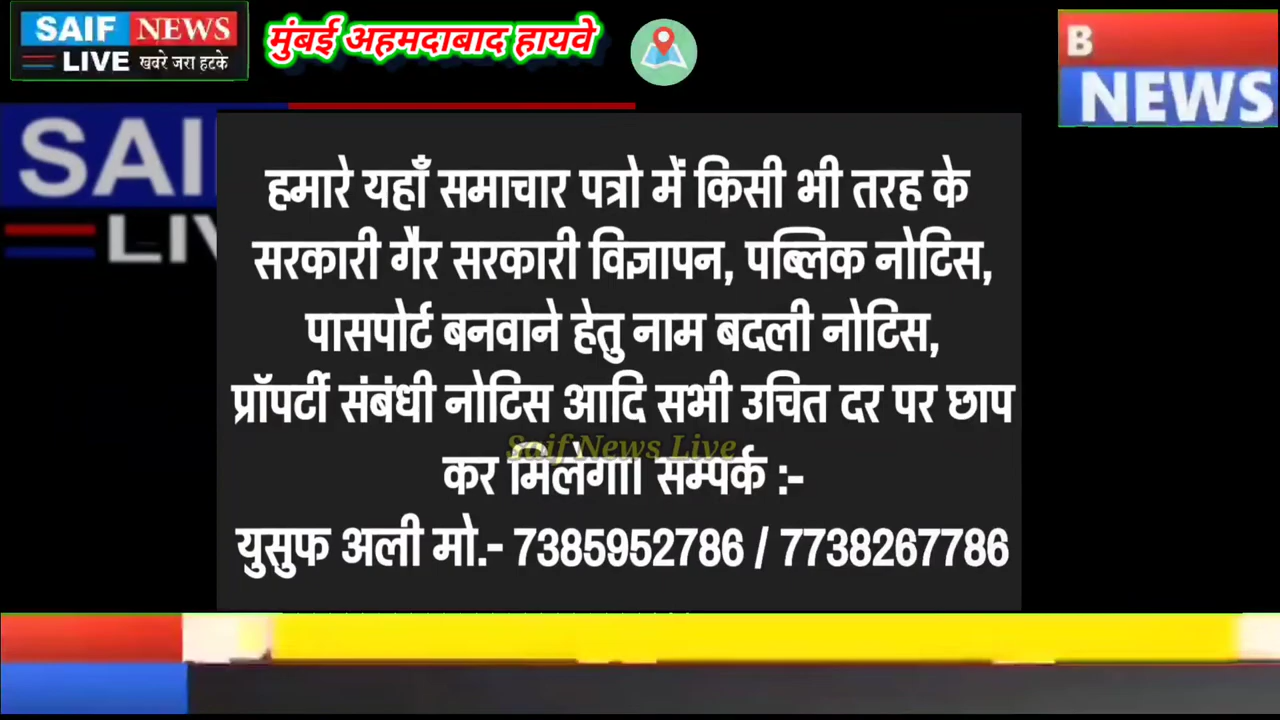 SAIF NEWS
LIVE खबरे जरा हटके
मुंबई अहमदाबाद हायवे
B
NEWS
SAI
LIV
हमारे यहाँ समाचार पत्रो में किसी भी तरह के
सरकारी गैर सरकारी विज्ञापन, पब्लिक नोटिस,
पासपोर्ट बनवाने हेतु नाम बदली नोटिस,
प्रॉपर्टी संबंधी नोटिस आदि सभी उचित दर पर छाप
Saif News Live
कर मिलेगा। सम्पर्क :-
युसुफ अली मो.- 7385952786 / 7738267786